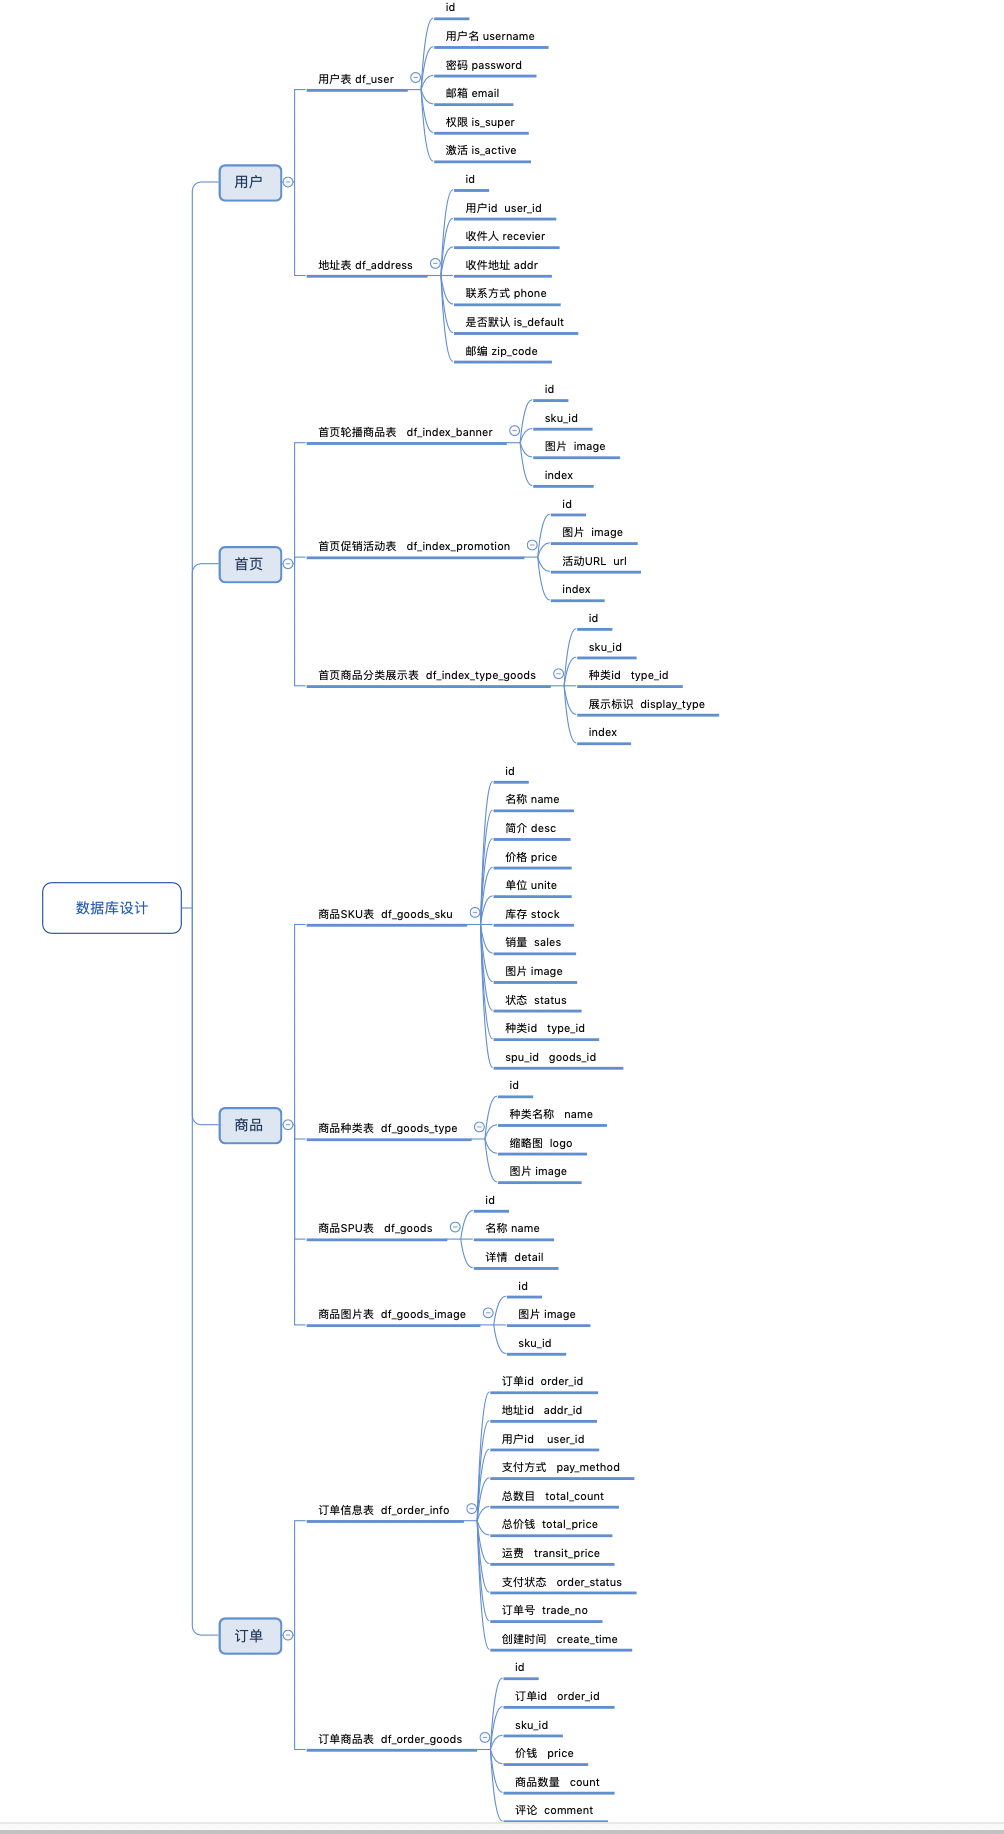 数据库设计
用户
用户表 df_user
id
用户名 username
密码 password
邮箱 email
权限 is_super
激活 is_active
地址表 df_address
id
用户id user_id
收件人 recevier
收件地址 addr
联系方式 phone
是否默认 is_default
邮编 zip_code
首页
首页轮播商品表 df_index_banner
id
sku_id
图片 image
index
首页促销活动表 df_index_promotion
id
图片 image
活动URL url
index
首页商品分类展示表 df_index_type_goods
id
sku_id
种类id type_id
展示标识 display_type
index
商品
商品SKU表 df_goods_sku
id
名称 name
简介 desc
价格 price
单位 unite
库存 stock
销量 sales
图片 image
状态 status
种类id type_id
spu_id goods_id
商品种类表 df_goods_type
id
种类名称 name
缩略图 logo
图片 image
商品SPU表 df_goods
id
名称 name
详情 detail
商品图片表 df_goods_image
id
图片 image
sku_id
订单
订单信息表 df_order_info
订单id order_id
地址id addr_id
用户id user_id
支付方式 pay_method
总数目 total_count
总价钱 total_price
运费 transit_price
支付状态 order_status
订单号 trade_no
创建时间 create_time
订单商品表 df_order_goods
id
订单id order_id
sku_id
价钱 price
商品数量 count
评论 comment